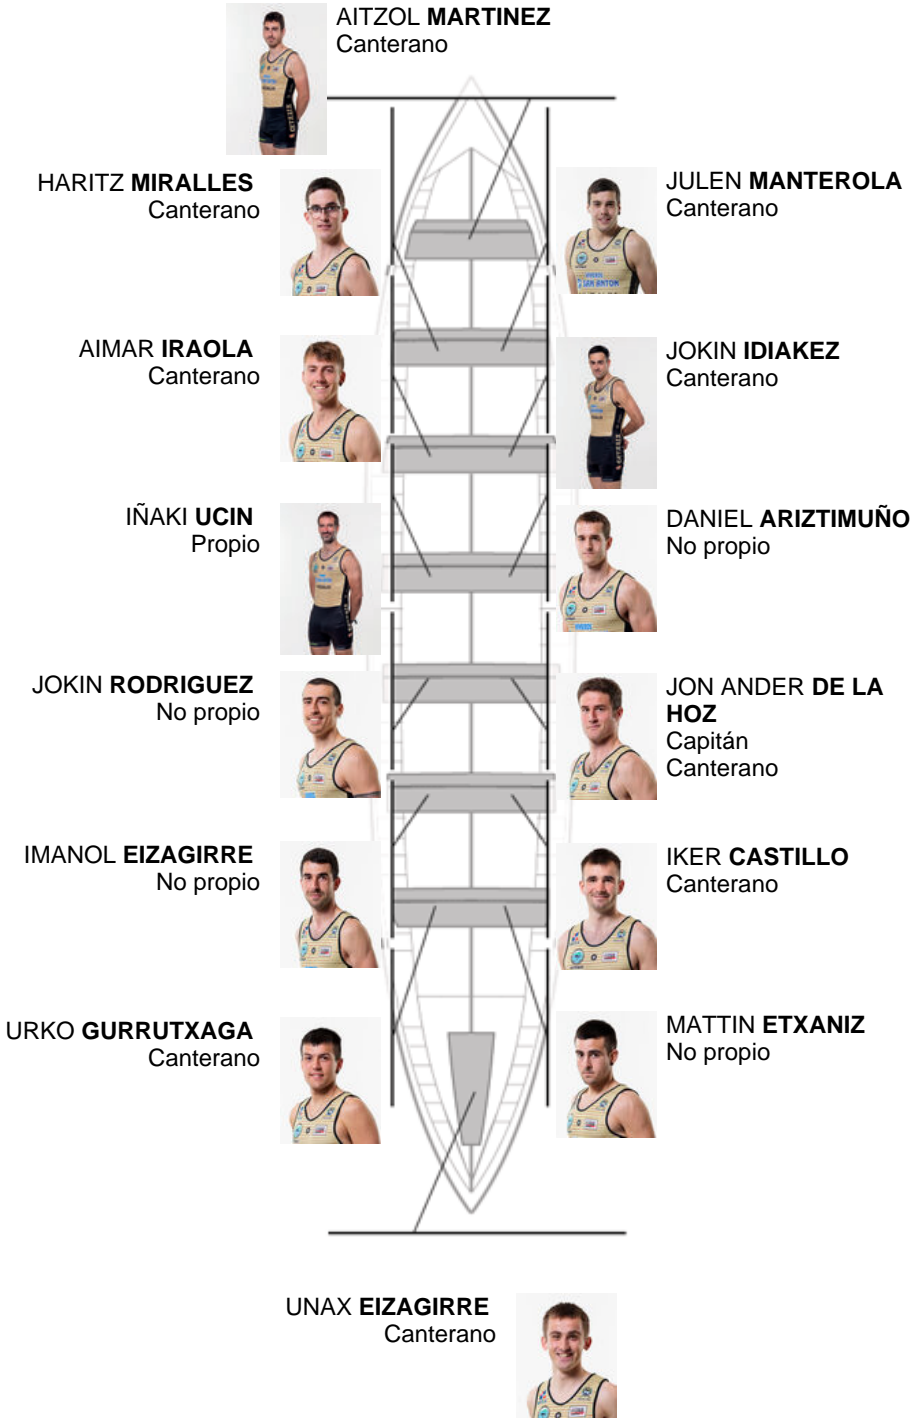 AITZOL MARTINEZ
Canterano
HARITZ MIRALLES
Canterano
JULEN MANTEROLA
Canterano
AIMAR IRAOLA
Canterano
JOKIN IDIAKEZ
Canterano
IÑAKI UCIN
Propio
DANIEL ARIZTIMUÑO
No propio
JOKIN RODRIGUEZ
No propio
JON ANDER DE LA
HOZ
Capitán
Canterano
IMANOL EIZAGIRRE
No propio
IKER CASTILLO
Canterano
URKO GURRUTXAGA
Canterano
MATTIN ETXANIZ
No propio
UNAX EIZAGIRRE
Canterano
SAN ANTON